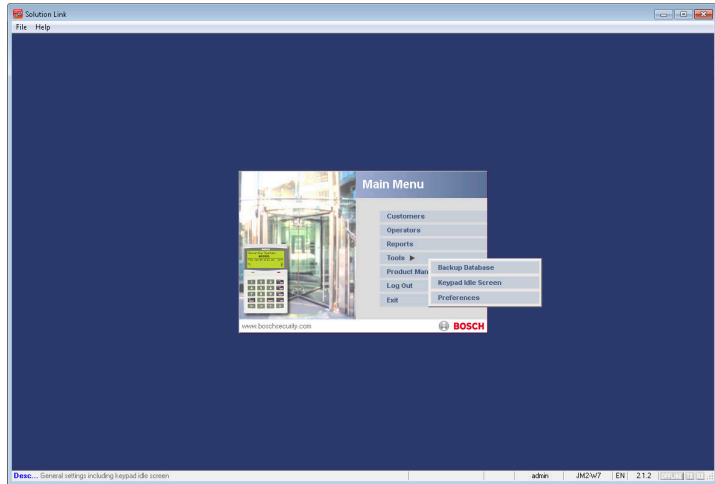 Solution Link
File Help
Main Menu
Customers
Operators
Reports
Tools
Backup Database
Product Man
Keypad Idle Screen
Log Out
Preferences
Exit
www.boschsecurity.com
BOSCH
Desc... General settings including keypad idle screen
admin
JM2-W7
EN
2.1.2